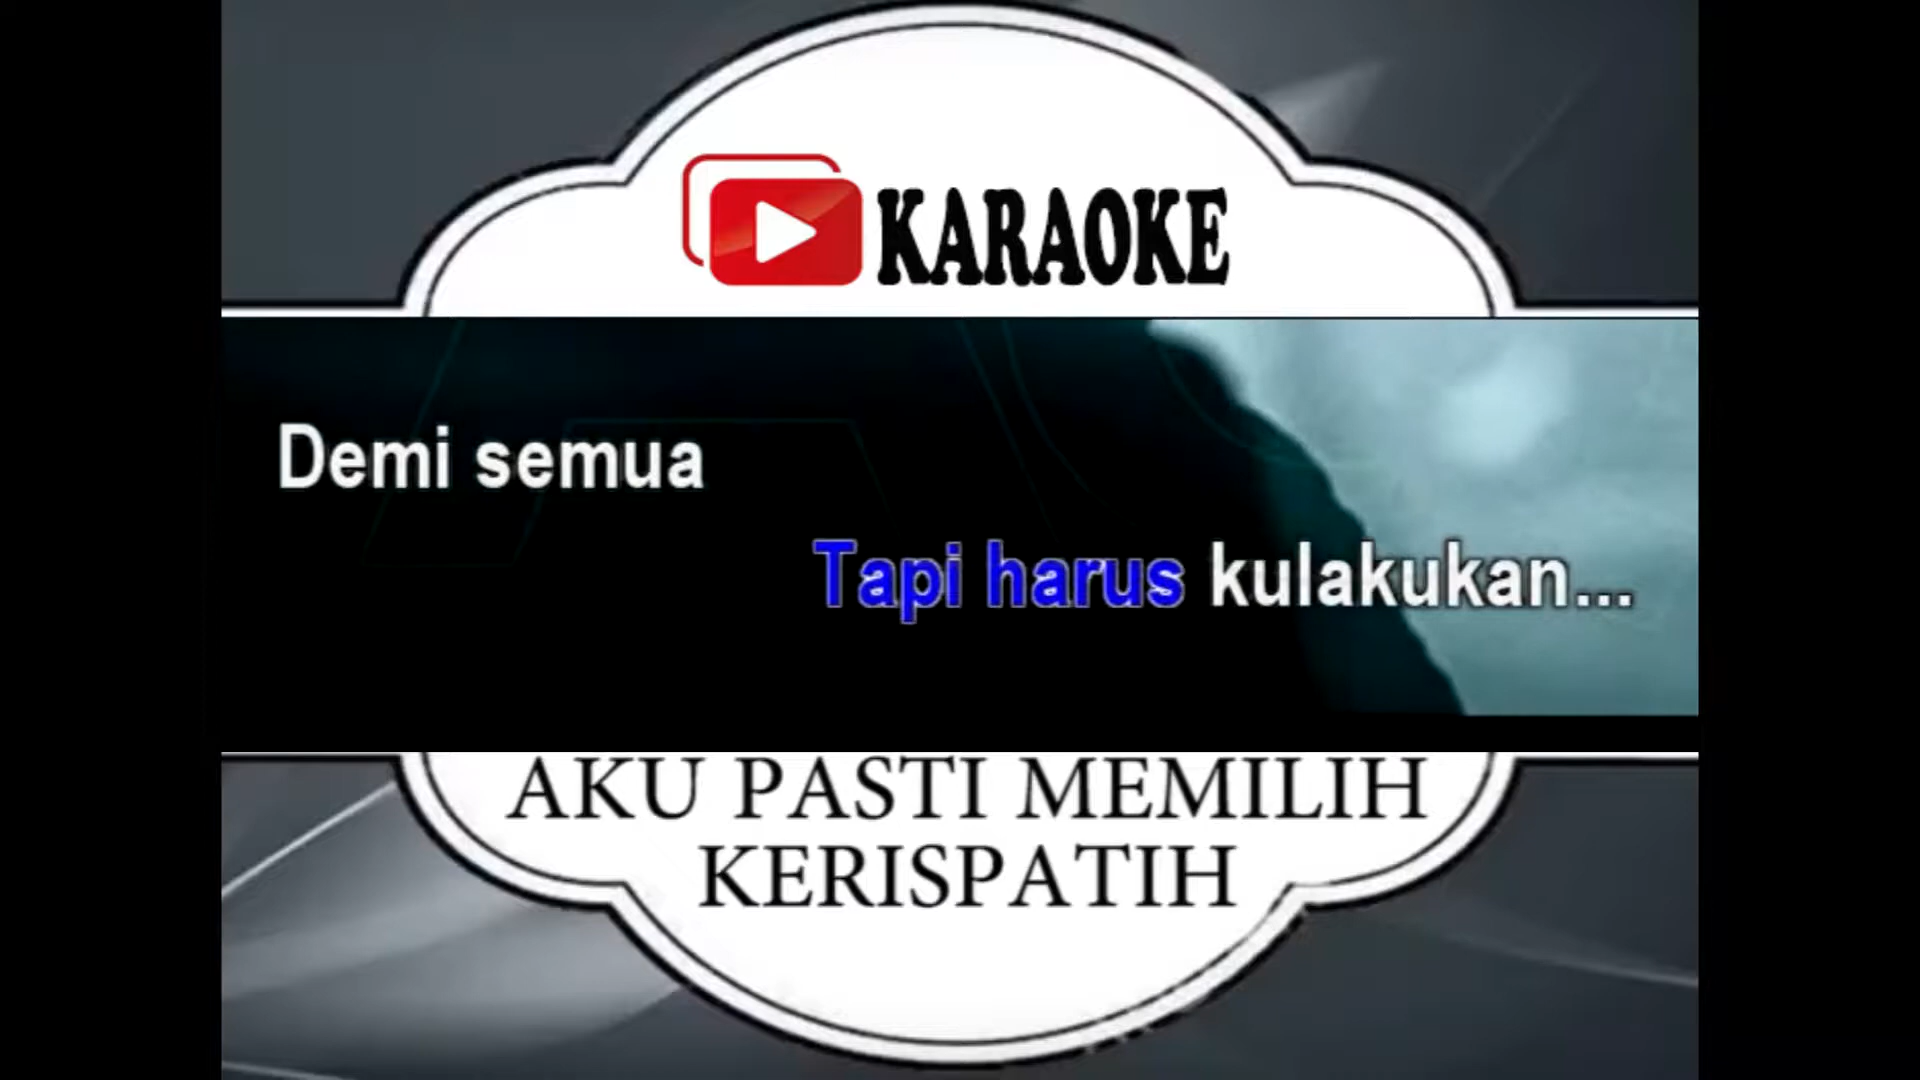 KARAOKE
Demi semua
Tapi harus kulakukan...
AKU PASTI MEMILIH
KERISPATIH